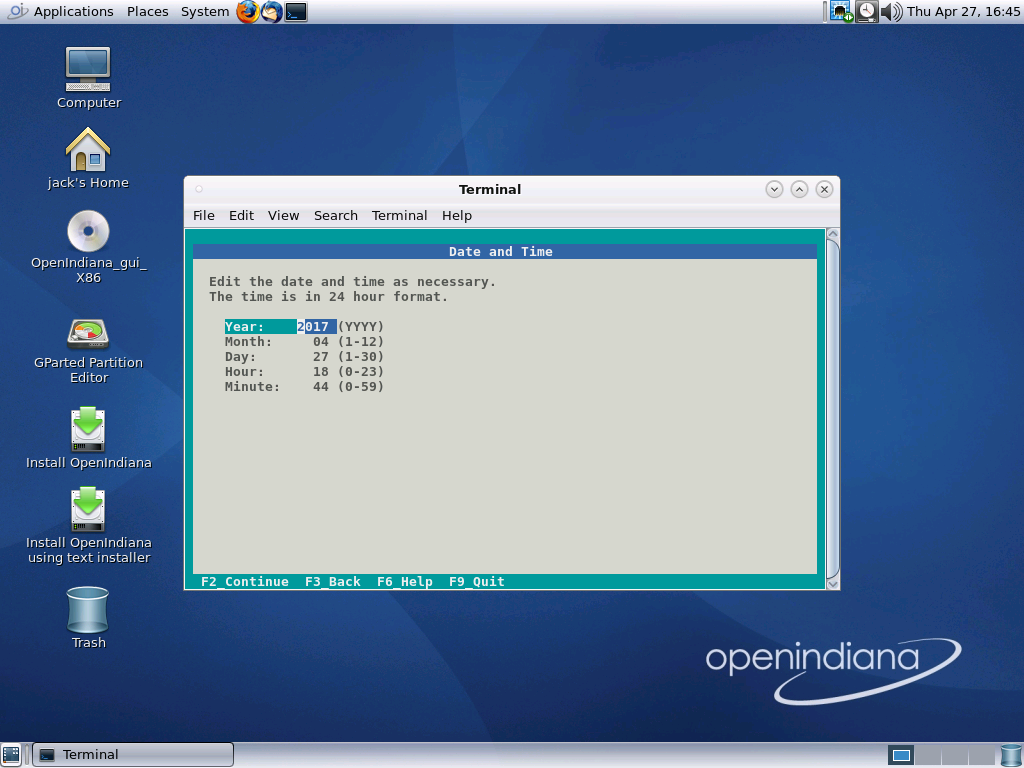 Applications Places System
Thu Apr 27, 16:45
Computer
jack's Home
OpenIndiana_gui_
X86
GParted Partition
Editor
Install OpenIndiana
Install OpenIndiana
using text installer
Trash
Terminal
File Edit View Search Terminal Help
Date and Time
Edit the date and time as necessary.
The time is in 24 hour format.
Year: 2017 (YYYY)
Month: 04 (1-12)
Day: 27 (1-30)
Hour: 18 (0-23)
Minute: 44 (0-59)
F2_Continue F3_Back F6_Help F9_Quit
openindiana
Terminal